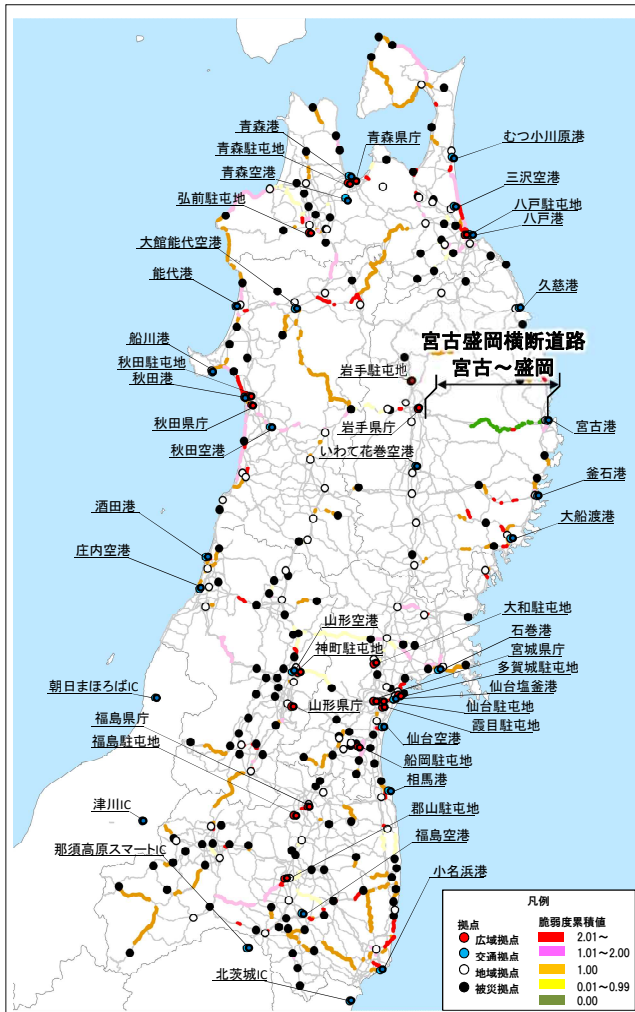 青森港
青森県庁
青森駐屯地
むつ小川原港
青森空港
三沢空港
弘前駐屯地
八戸駐屯地
八戸港
大館能代空港
能代港
久慈港
宮古盛岡横断道路
宮古～盛岡
船川港
岩手駐屯地
秋田駐屯地
秋田港
秋田県庁
岩手県庁
宮古港
秋田空港
いわて花巻空港
釜石港
酒田港
大船渡港
庄内空港
大和駐屯地
山形空港
石巻港
神町駐屯地
宮城県庁
多賀城駐屯地
朝日まほろばIC
仙台塩釜港
山形県庁
仙台駐屯地
福島県庁
霞目駐屯地
仙台空港
福島駐屯地
船岡駐屯地
相馬港
津川IC
郡山駐屯地
那須高原スマートIC
福島空港
小名浜港
北茨城IC
凡例
拠点
広域拠点
交通拠点
地域拠点
被災拠点
脆弱度累積値
2.01～
1.01～2.00
1.00
0.01～0.99
0.00